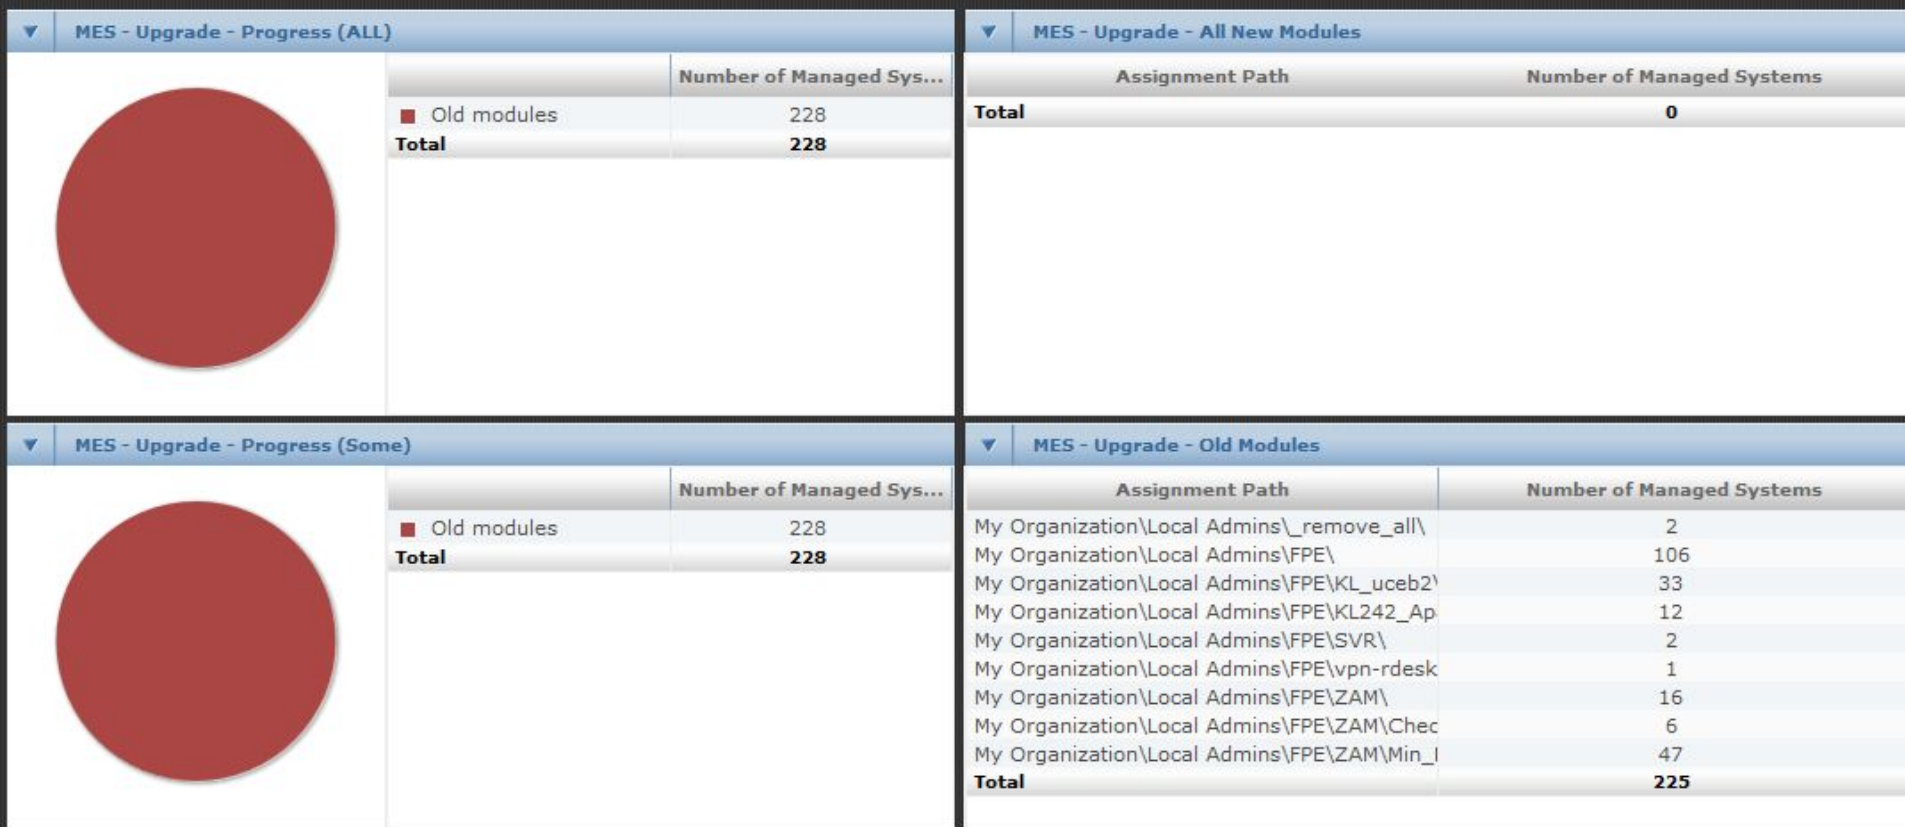 MES - Upgrade - Progress (ALL)
Number of Managed Sys...
Old modules 228
Total 228
MES - Upgrade - All New Modules
Assignment Path Number of Managed Systems
Total 0
MES - Upgrade - Progress (Some)
Number of Managed Sys...
Old modules 228
Total 228
MES - Upgrade - Old Modules
Assignment Path Number of Managed Systems
My Organization\Local Admins\_remove_all\ 2
My Organization\Local Admins\FPE\ 106
My Organization\Local Admins\FPE\KL_uceb2\ 33
My Organization\Local Admins\FPE\KL242_Ap 12
My Organization\Local Admins\FPE\SVR\ 2
My Organization\Local Admins\FPE\vpn-rdesk 1
My Organization\Local Admins\FPE\ZAM\ 16
My Organization\Local Admins\FPE\ZAM\Chec 6
My Organization\Local Admins\FPE\ZAM\Min_ 47
Total 225